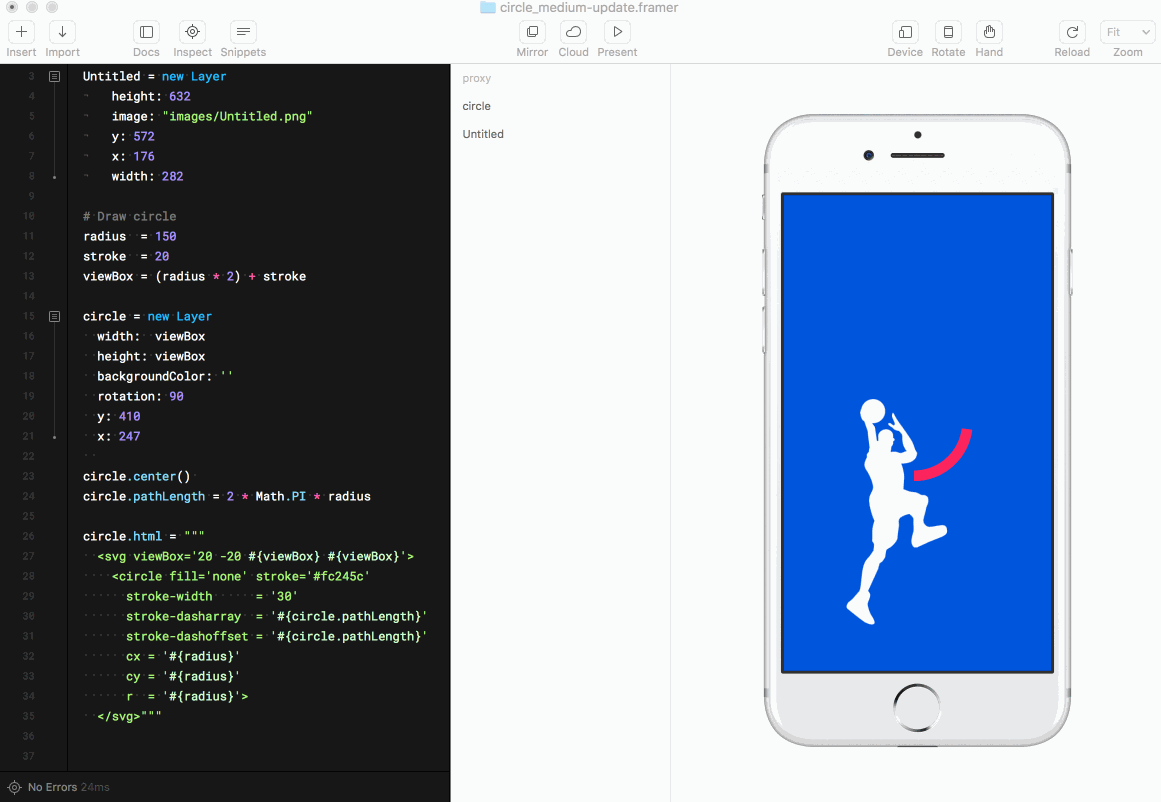 circle_medium-update.framer
Insert Import Docs Inspect Snippets Mirror Cloud Present Device Rotate Hand Reload Fit Zoom
3 Untitled = new Layer
4 height: 632
5 image: "images/Untitled.png"
6 y: 572
7 x: 176
8 width: 282
9
10 # Draw circle
11 radius = 150
12 stroke = 20
13 viewBox = (radius * 2) + stroke
14
15 circle = new Layer
16 width: viewBox
17 height: viewBox
18 backgroundColor: ''
19 rotation: 90
20 y: 410
21 x: 247
22
23 circle.center()
24 circle.pathLength = 2 * Math.PI * radius
25
26 circle.html = """
27 <svg viewBox='20 -20 #{viewBox} #{viewBox}'>
28 <circle fill='none' stroke='#fc245c'
29 stroke-width = '30'
30 stroke-dasharray = '#{circle.pathLength}'
31 stroke-dashoffset = '#{circle.pathLength}'
32 cx = '#{radius}'
33 cy = '#{radius}'
34 r = '#{radius}'>
35 </svg>"""
36
37
No Errors 24ms
proxy
circle
Untitled